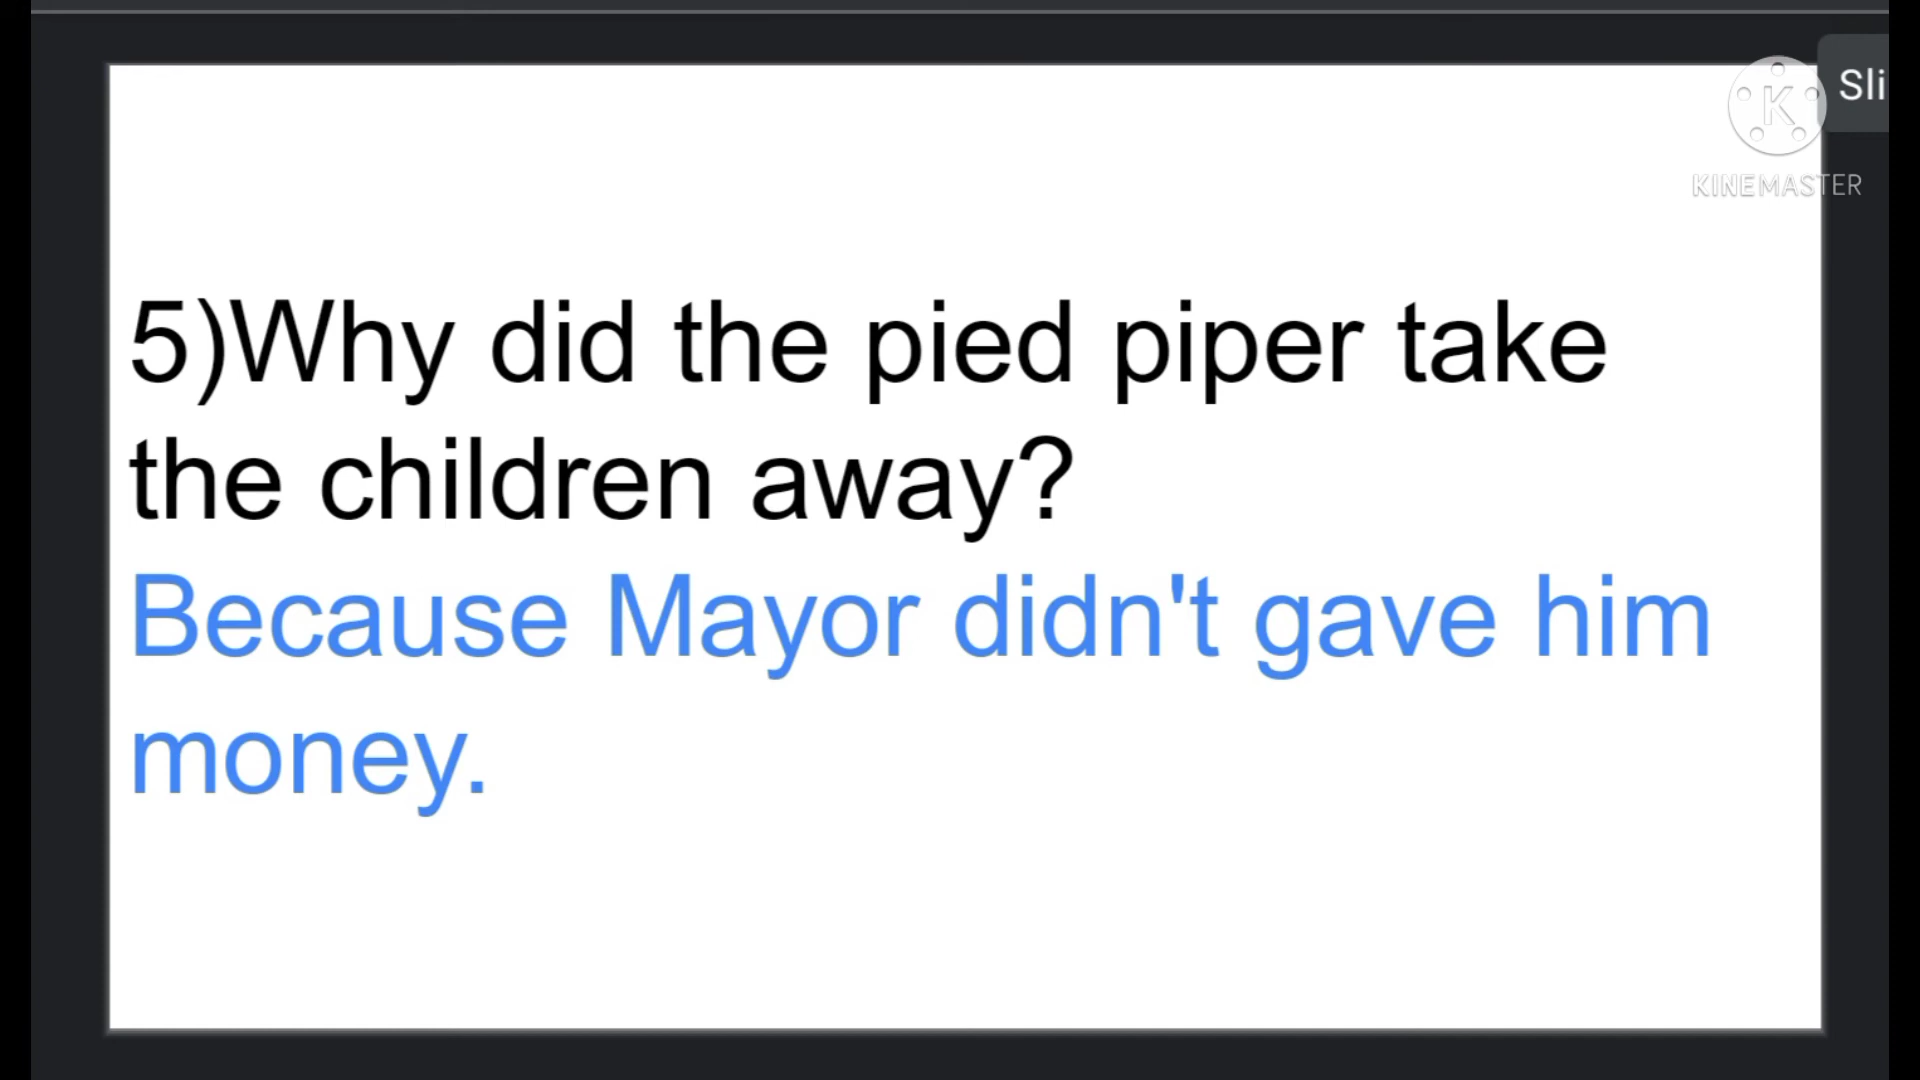 Sli
K
KINEMASTER
5)Why did the pied piper take
the children away?
Because Mayor didn't gave him
money.